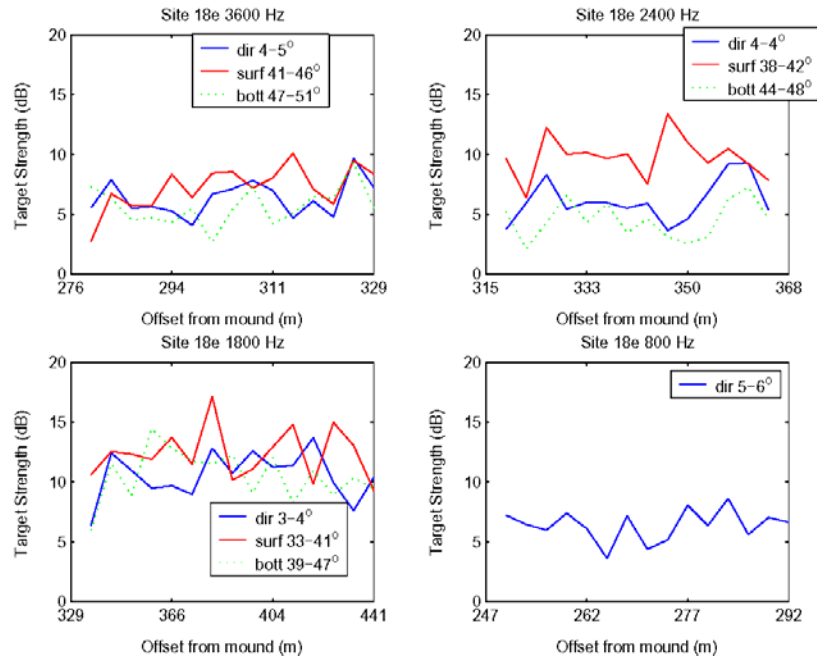 Site 18e 3600 Hz
20
15
10
5
0
Target Strength (dB)
dir 4–5°
surf 41–46°
bott 47–51°
276 294 311 329
Offset from mound (m)
Site 18e 2400 Hz
20
15
10
5
0
Target Strength (dB)
dir 4–4°
surf 38–42°
bott 44–48°
315 333 350 368
Offset from mound (m)
Site 18e 1800 Hz
20
15
10
5
0
Target Strength (dB)
dir 3–4°
surf 33–41°
bott 39–47°
329 366 404 441
Offset from mound (m)
Site 18e 800 Hz
20
15
10
5
0
Target Strength (dB)
dir 5–6°
247 262 277 292
Offset from mound (m)